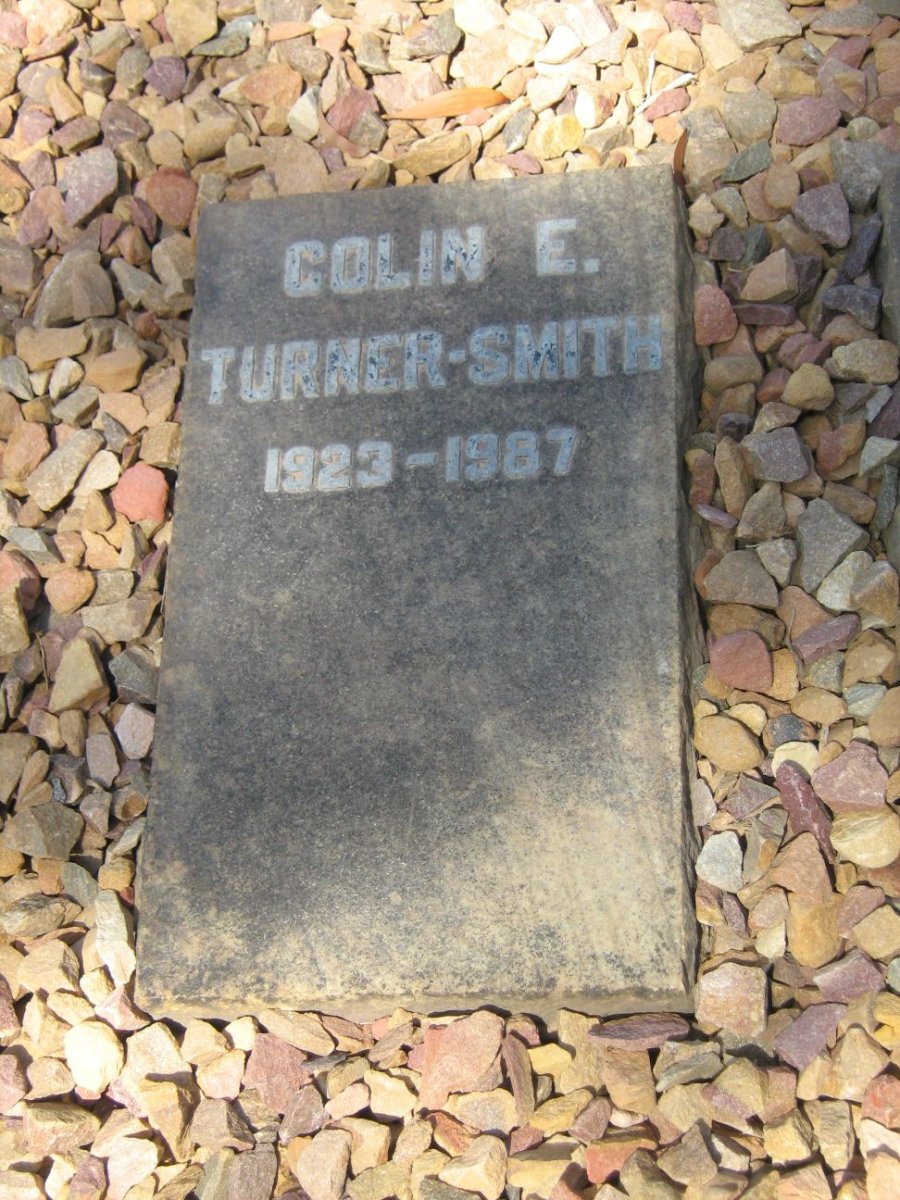 COLIN E.
TURNER-SMITH
1923-1987